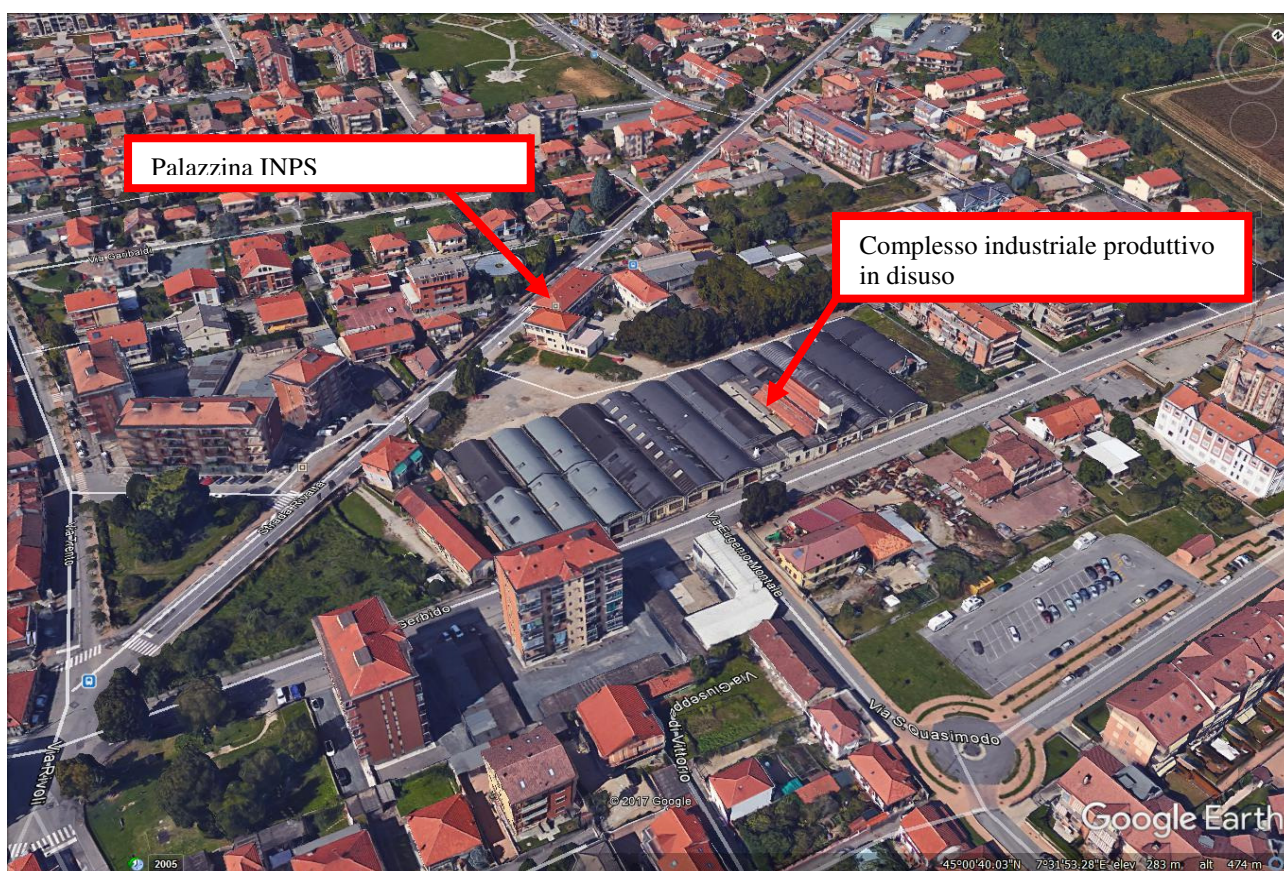 Palazzina INPS
Complesso industriale produttivo
in disuso
Via Garibaldi
Strada Rivalta
Via Trento
Gerbido
Via Eugenio Montale
Via Giuseppe
di Vittorio
Via S. Quasimodo
Via Rivoli
© 2017 Google
Google Earth
2005
45°00'40.03"N 7°31'53.28"E elev 283 m alt 474 m